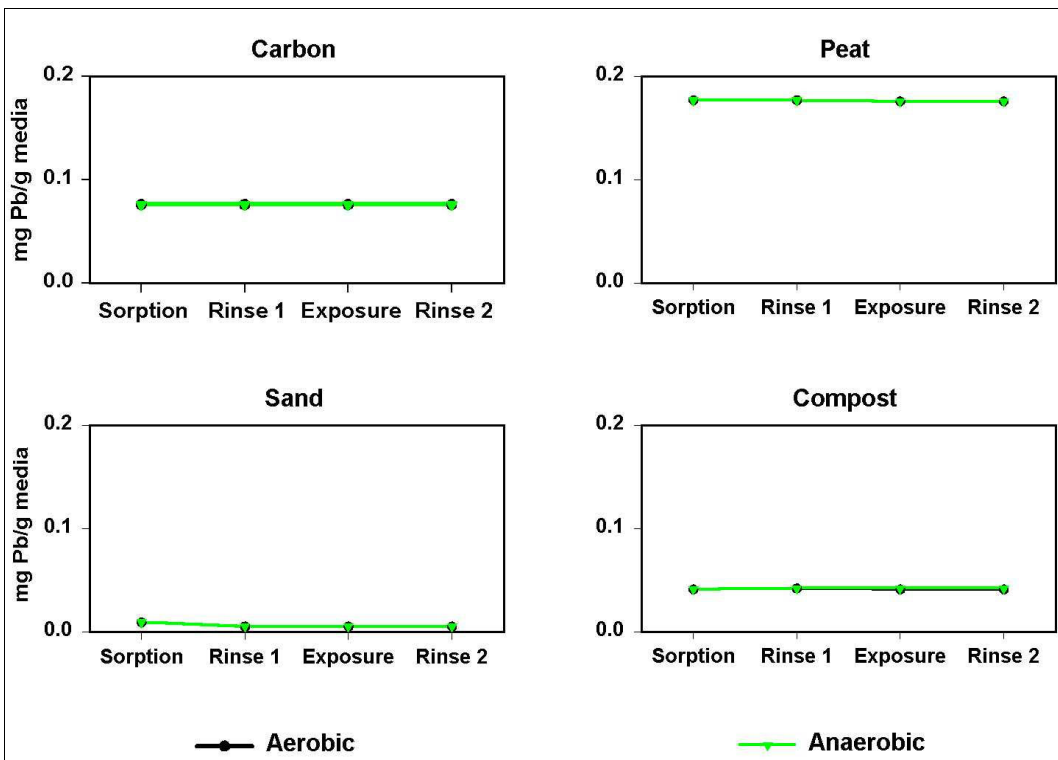 Carbon
mg Pb/g media
0.2
0.1
0.0
Sorption Rinse 1 Exposure Rinse 2
Peat
0.2
0.1
0.0
Sorption Rinse 1 Exposure Rinse 2
Sand
mg Pb/g media
0.2
0.1
0.0
Sorption Rinse 1 Exposure Rinse 2
Compost
0.2
0.1
0.0
Sorption Rinse 1 Exposure Rinse 2
Aerobic
Anaerobic